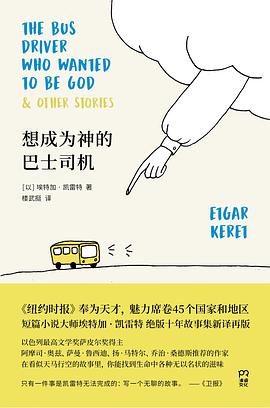 THE BUS
DRIVER
WHO WANTED
TO BE GOD
& OTHER STORIES
想成为神的
巴士司机
[以] 埃特加·凯雷特 著
楼武挺 译
ETGAR
KERET
《纽约时报》奉为天才，魅力席卷45个国家和地区
短篇小说大师埃特加·凯雷特 绝版十年故事集新译再版
以色列最高文学奖萨皮尔奖得主
阿摩司·奥兹、萨曼·鲁西迪、扬·马特尔、乔治·桑德斯推荐的作家
在看似天马行空的故事里，你能找到生命中各种无以名状的滋味
只有一件事是凯雷特无法完成的：写一个无聊的故事。——《卫报》